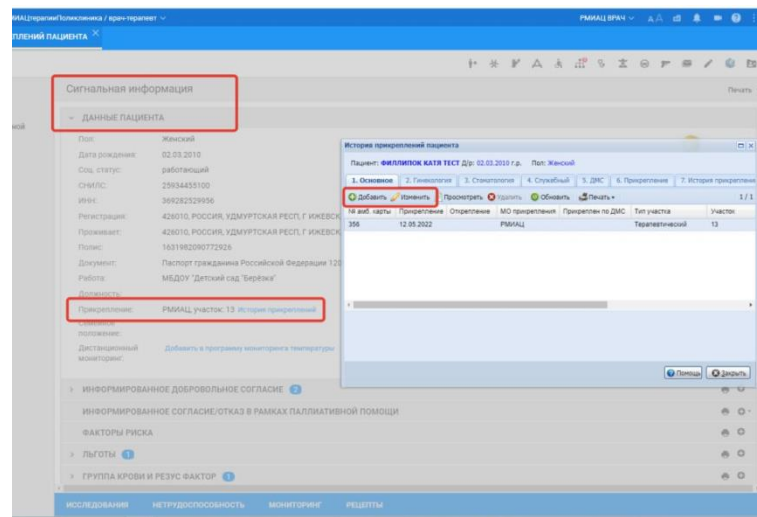 РМИАЦтерапииПоликлиника / врач-терапевт
РМИАЦ ВРАЧ
ПЛЕНИЙ ПАЦИЕНТА
Сигнальная информация
Печать
ДАННЫЕ ПАЦИЕНТА
Пол: Женский
Дата рождения: 02.03.2010
Соц. статус: работающий
СНИЛС: 25934455100
ИНН: 369282529956
Регистрация: 426010, РОССИЯ, УДМУРТСКАЯ РЕСП, Г ИЖЕВСК
Проживает: 426010, РОССИЯ, УДМУРТСКАЯ РЕСП, Г ИЖЕВСК
Полис: 1631982090772926
Документ: Паспорт гражданина Российской Федерации 120
Работа: МБДОУ "Детский сад "Берёзка"
Должность:
Прикрепление: РМИАЦ, участок: 13 История прикреплений
Семейное положение:
Дистанционный мониторинг: Добавить в программу мониторинга температуры
ИНФОРМИРОВАННОЕ ДОБРОВОЛЬНОЕ СОГЛАСИЕ 2
ИНФОРМИРОВАННОЕ СОГЛАСИЕ/ОТКАЗ В РАМКАХ ПАЛЛИАТИВНОЙ ПОМОЩИ
ФАКТОРЫ РИСКА
ЛЬГОТЫ 1
ГРУППА КРОВИ И РЕЗУС ФАКТОР 1
ИССЛЕДОВАНИЯ НЕТРУДОСПОСОБНОСТЬ МОНИТОРИНГ РЕЦЕПТЫ
История прикреплений пациента
Пациент: ФИЛЛИПОК КАТЯ ТЕСТ Д/р: 02.03.2010 г.р. Пол: Женский
1. Основное 2. Гинекология 3. Стоматология 4. Служебный 5. ДМС 6. Прикрепление 7. История прикрепления
Добавить Изменить Просмотреть Удалить Обновить Печать 1 / 1
№ амб. карты Прикрепление Открепление МО прикрепления Прикреплен по ДМС Тип участка Участок
356 12.05.2022 РМИАЦ Терапевтический 13
Помощь Закрыть